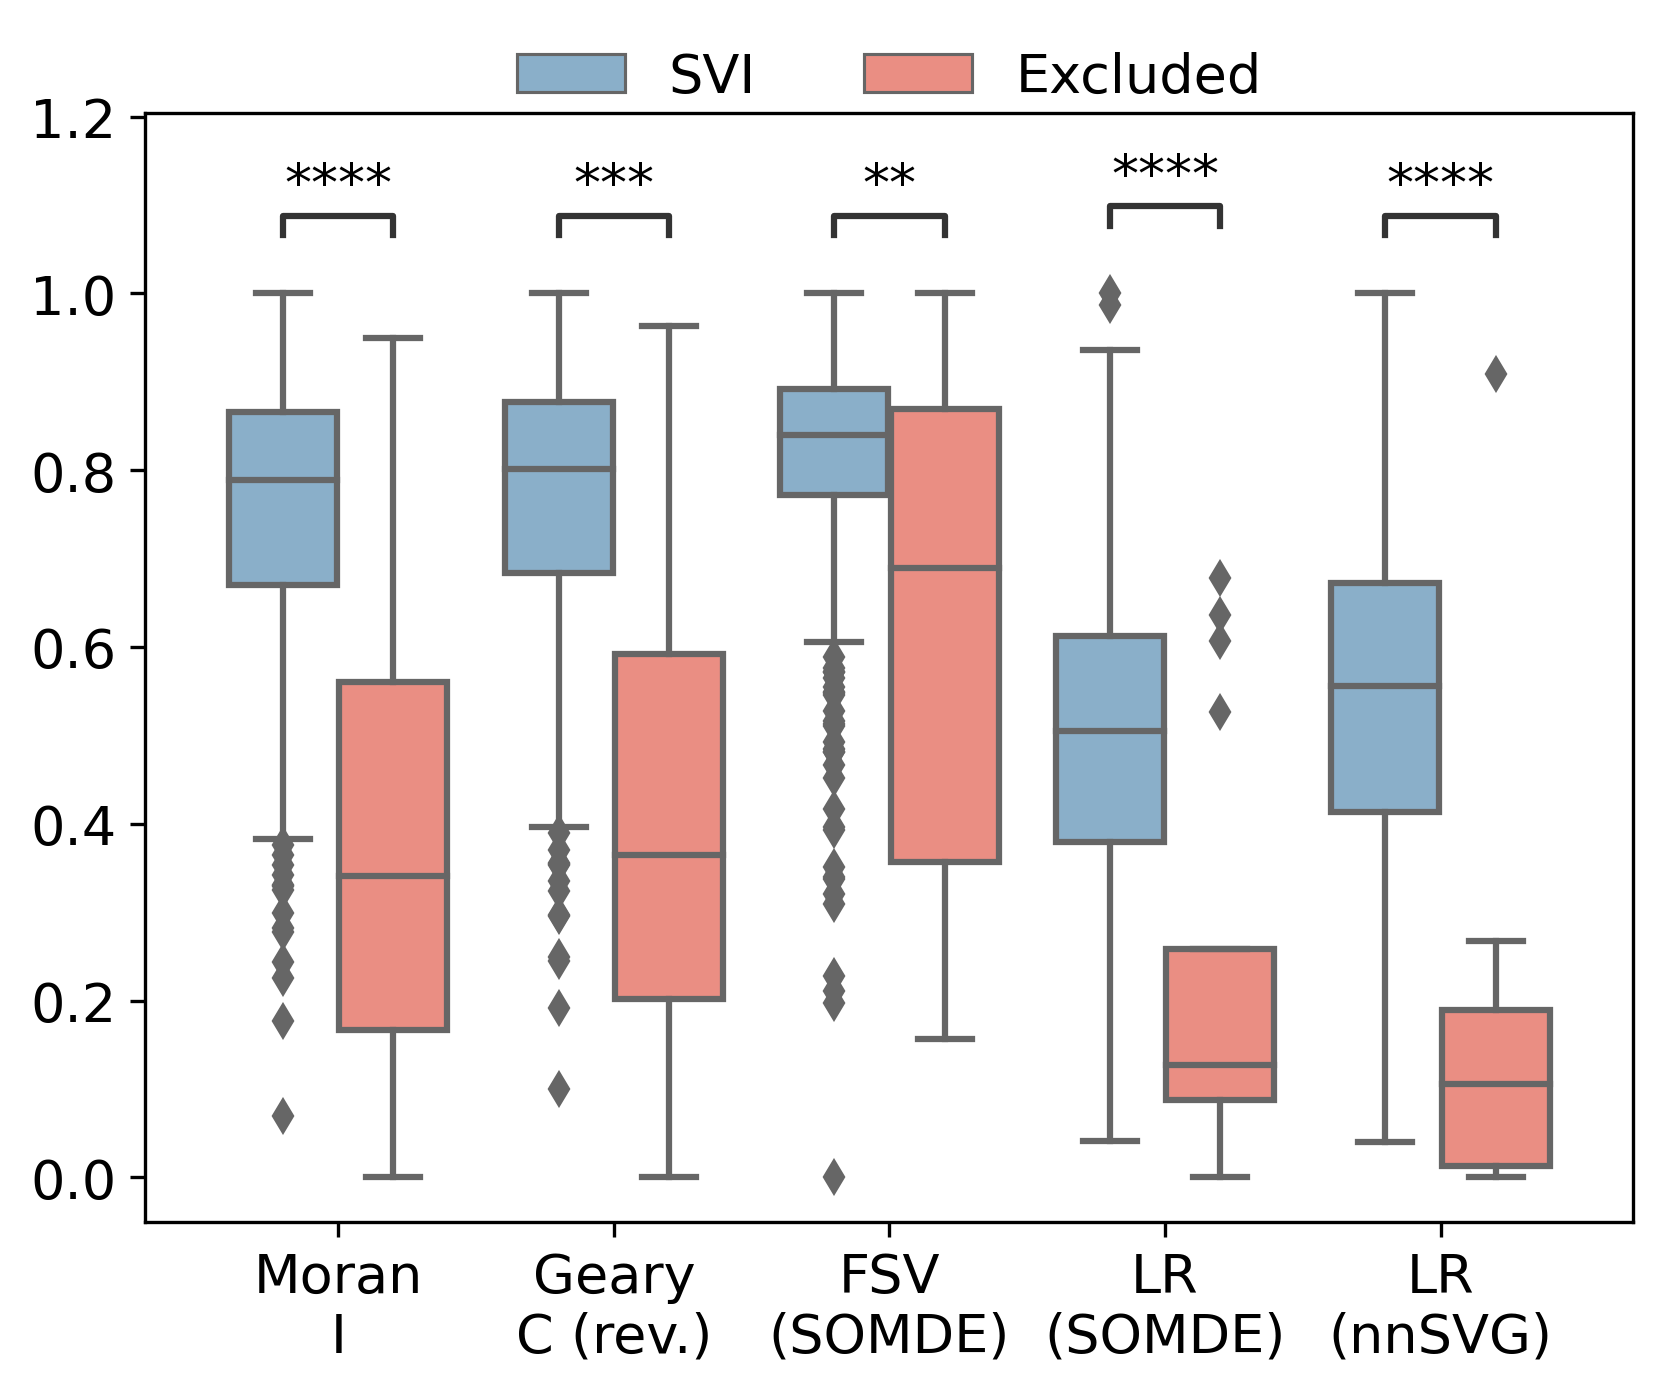 SVI Excluded
1.2
1.0
0.8
0.6
0.4
0.2
0.0
**** *** ** **** ****
Moran Geary FSV LR LR
I C (rev.) (SOMDE) (SOMDE) (nnSVG)